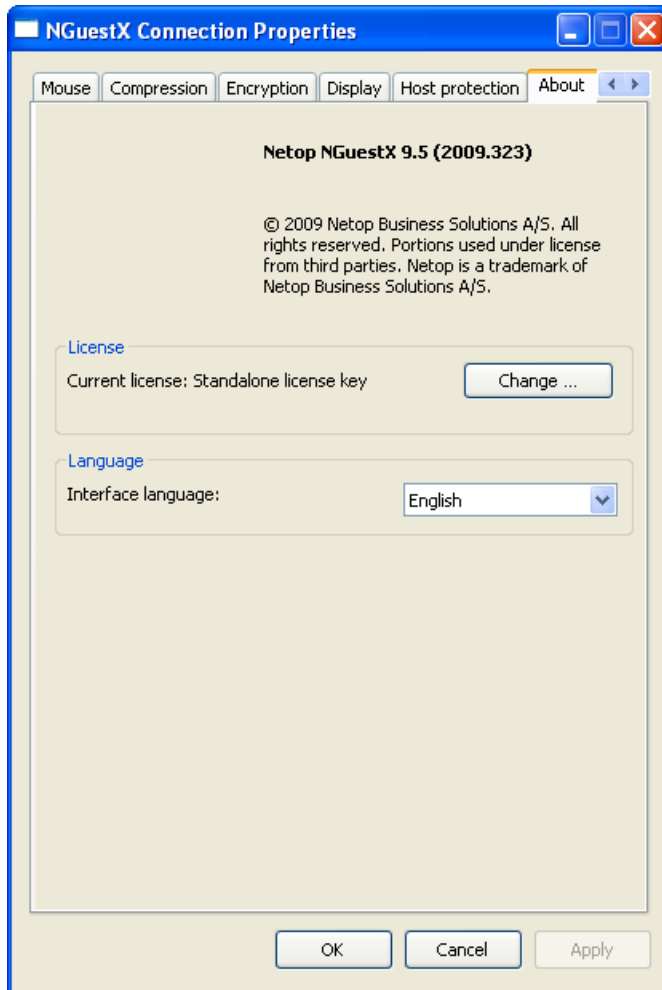 NGuestX Connection Properties
Mouse Compression Encryption Display Host protection About
Netop NGuestX 9.5 (2009.323)
© 2009 Netop Business Solutions A/S. All
rights reserved. Portions used under license
from third parties. Netop is a trademark of
Netop Business Solutions A/S.
License
Current license: Standalone license key Change ...
Language
Interface language: English
OK Cancel Apply